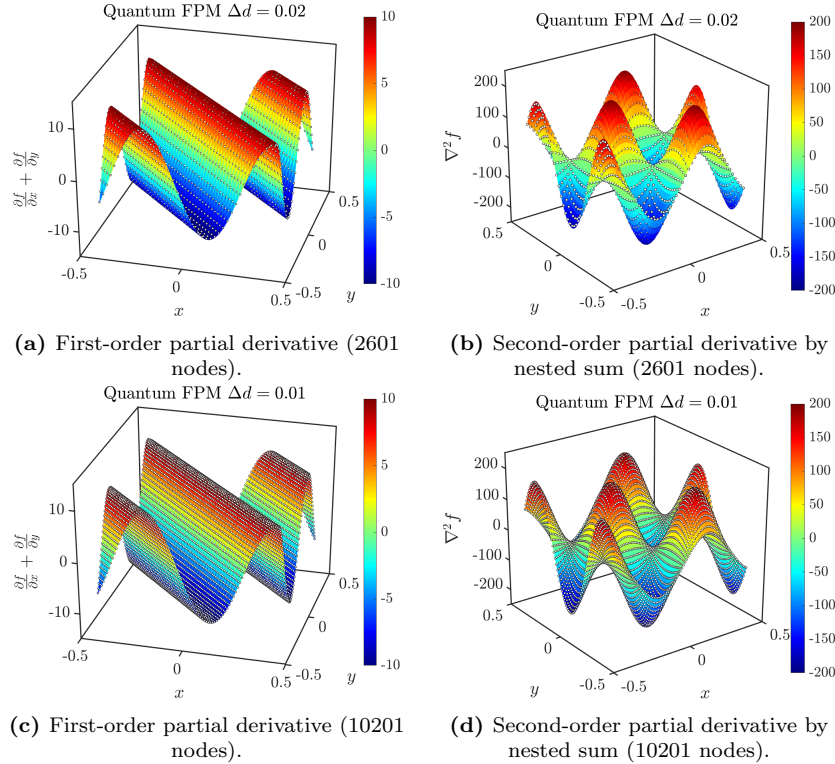 Quantum FPM Δd = 0.02
10
5
0
-5
-10
10
0
-10
∂f/∂x + ∂f/∂y
-0.5
0
0.5
x
-0.5
0
0.5
y
(a) First-order partial derivative (2601
nodes).
Quantum FPM Δd = 0.02
200
150
100
50
0
-50
-100
-150
-200
200
100
0
-100
-200
∇²f
0.5
0
-0.5
y
-0.5
0
0.5
x
(b) Second-order partial derivative by
nested sum (2601 nodes).
Quantum FPM Δd = 0.01
10
5
0
-5
-10
10
0
-10
∂f/∂x + ∂f/∂y
-0.5
0
0.5
x
-0.5
0
0.5
y
(c) First-order partial derivative (10201
nodes).
Quantum FPM Δd = 0.01
200
150
100
50
0
-50
-100
-150
-200
200
100
0
-100
-200
∇²f
0.5
0
-0.5
y
-0.5
0
0.5
x
(d) Second-order partial derivative by
nested sum (10201 nodes).